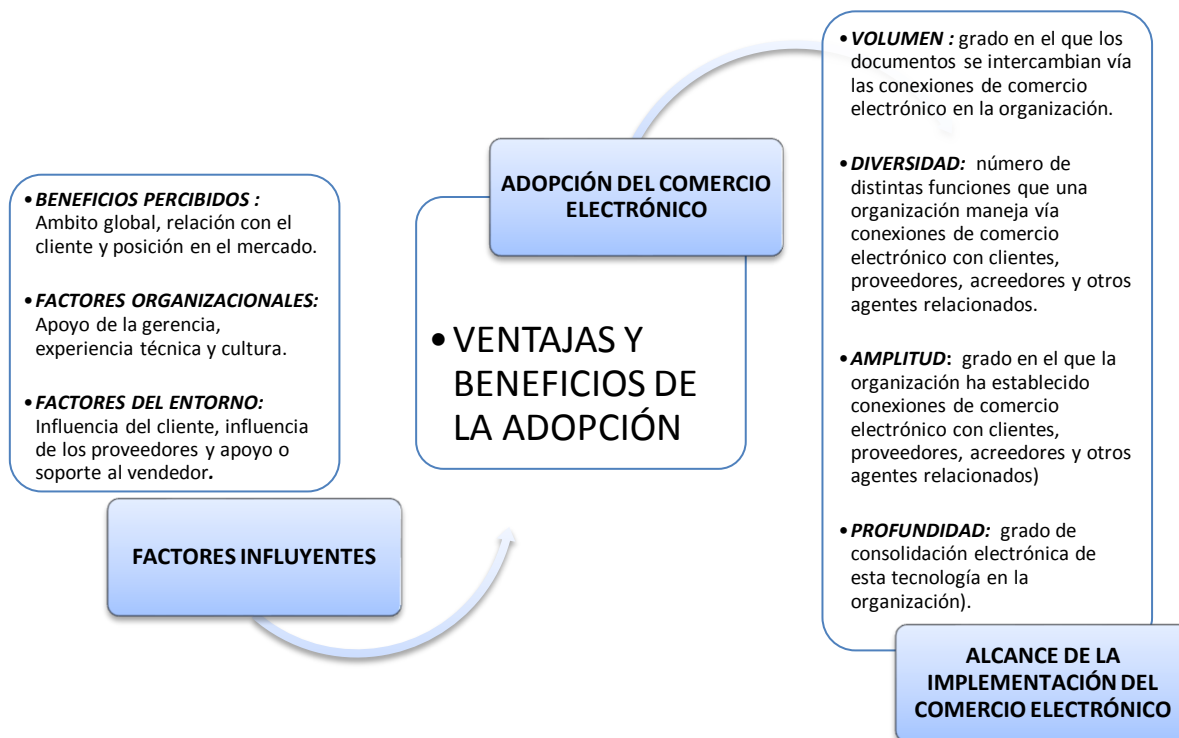 • BENEFICIOS PERCIBIDOS :
Ambito global, relación con el
cliente y posición en el mercado.
• FACTORES ORGANIZACIONALES:
Apoyo de la gerencia,
experiencia técnica y cultura.
• FACTORES DEL ENTORNO:
Influencia del cliente, influencia
de los proveedores y apoyo o
soporte al vendedor.
FACTORES INFLUYENTES
ADOPCIÓN DEL COMERCIO
ELECTRÓNICO
• VENTAJAS Y
BENEFICIOS DE
LA ADOPCIÓN
• VOLUMEN : grado en el que los
documentos se intercambian vía
las conexiones de comercio
electrónico en la organización.
• DIVERSIDAD: número de
distintas funciones que una
organización maneja vía
conexiones de comercio
electrónico con clientes,
proveedores, acreedores y otros
agentes relacionados.
• AMPLITUD: grado en el que la
organización ha establecido
conexiones de comercio
electrónico con clientes,
proveedores, acreedores y otros
agentes relacionados)
• PROFUNDIDAD: grado de
consolidación electrónica de
esta tecnología en la
organización).
ALCANCE DE LA
IMPLEMENTACIÓN DEL
COMERCIO ELECTRÓNICO